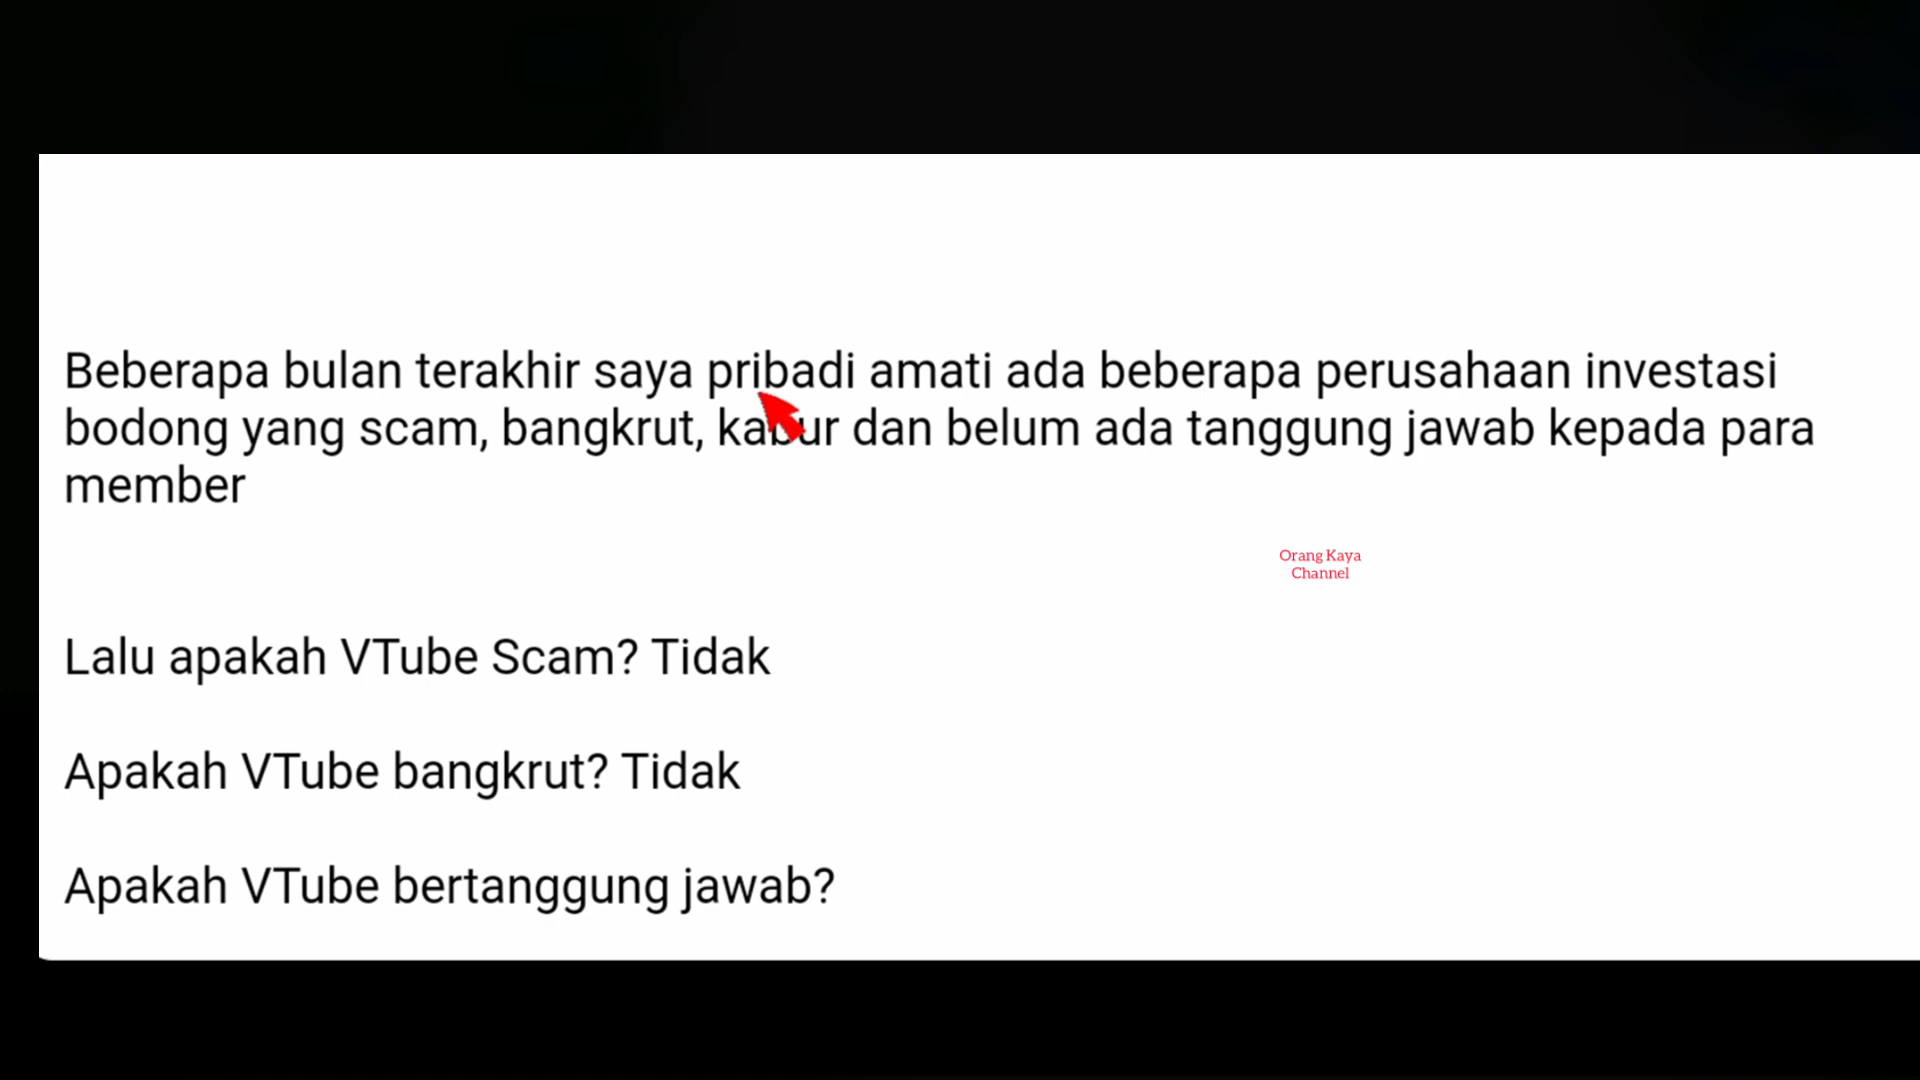 Beberapa bulan terakhir saya pribadi amati ada beberapa perusahaan investasi
bodong yang scam, bangkrut, kabur dan belum ada tanggung jawab kepada para
member
Orang Kaya
Channel
Lalu apakah VTube Scam? Tidak
Apakah VTube bangkrut? Tidak
Apakah VTube bertanggung jawab?